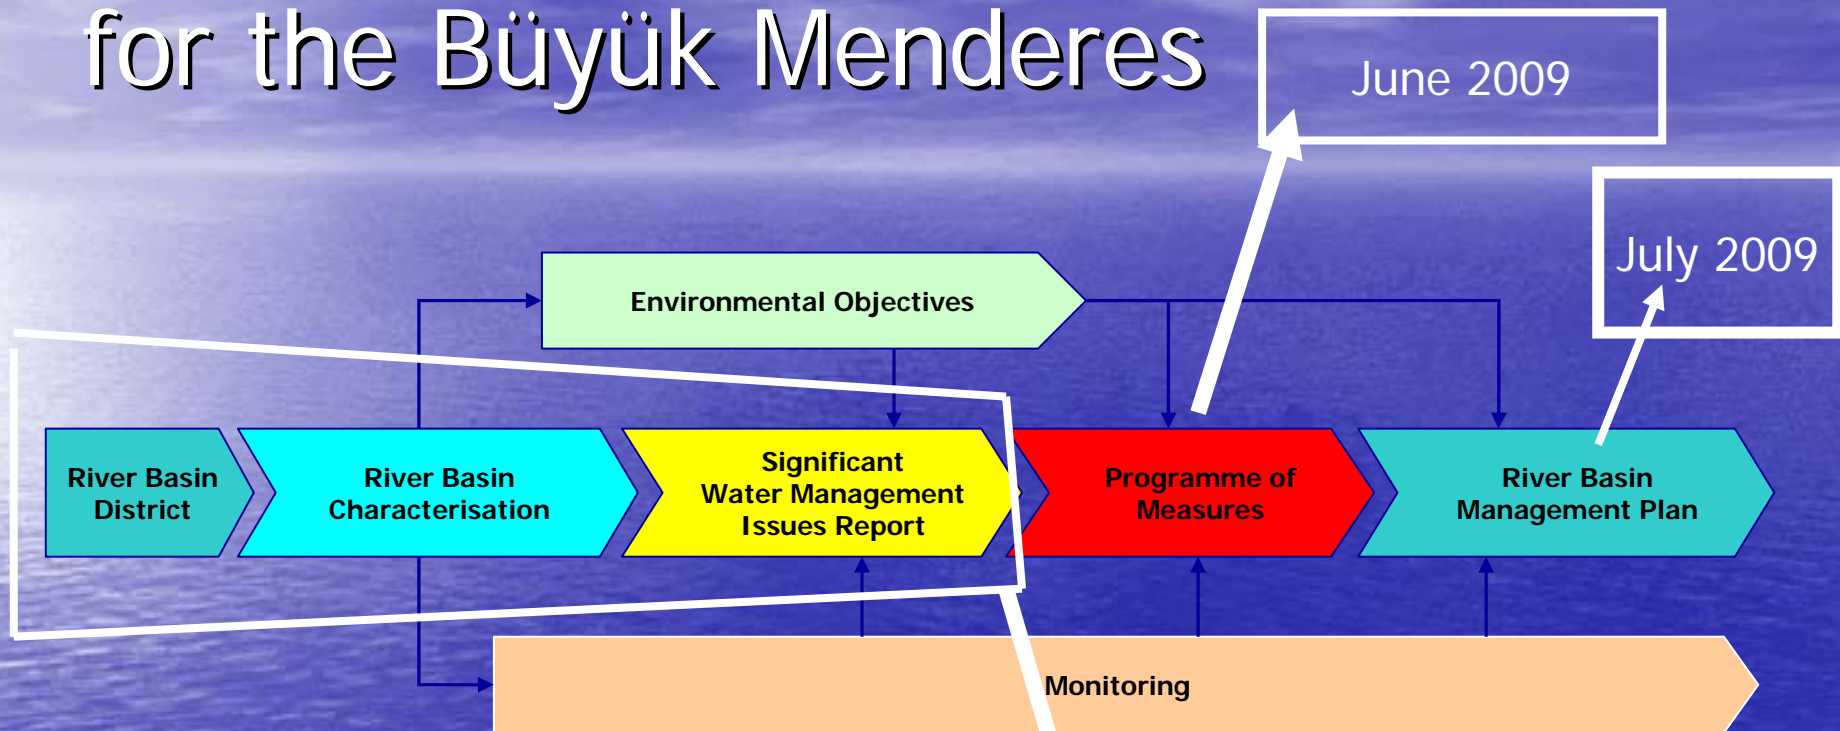 for the Büyük Menderes
June 2009
July 2009
Environmental Objectives
River Basin
District
River Basin
Characterisation
Significant
Water Management
Issues Report
Programme of
Measures
River Basin
Management Plan
Monitoring